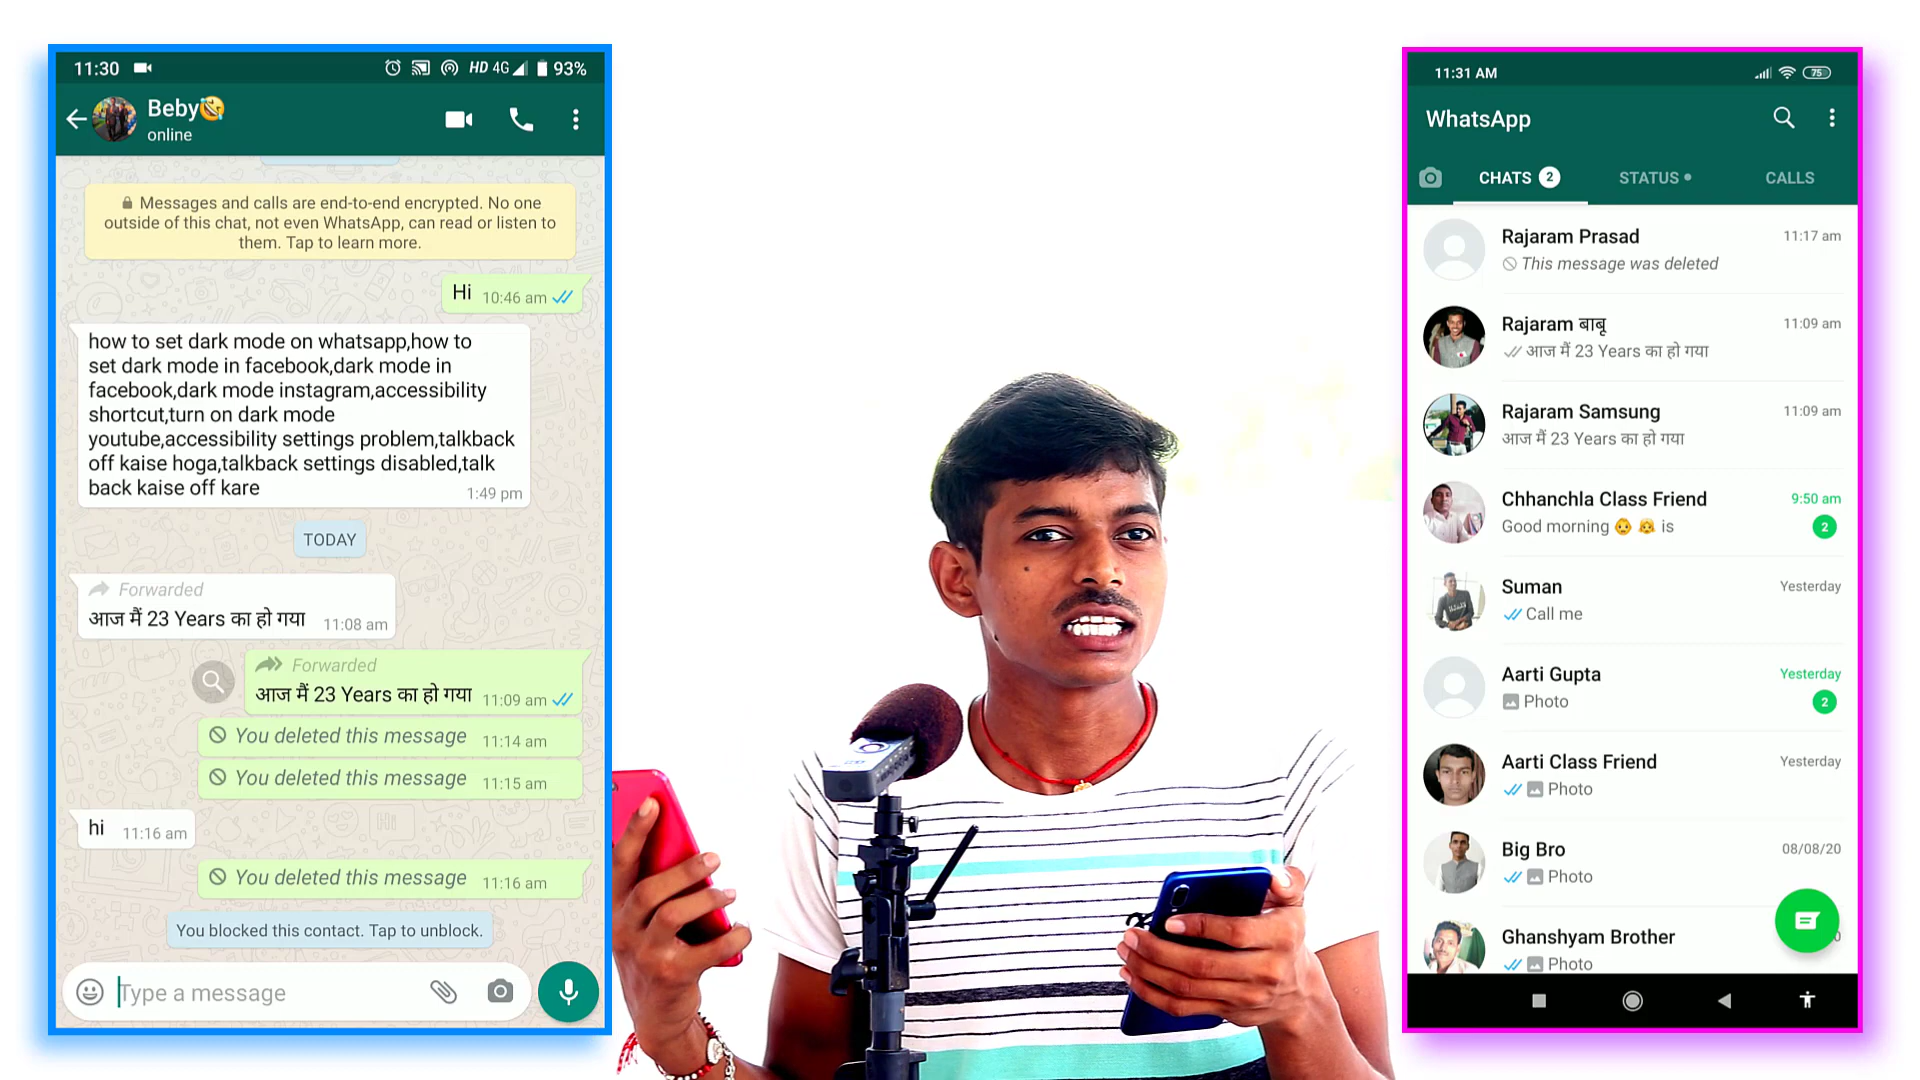 11:30
HD 4G 93%
Beby
online
Messages and calls are end-to-end encrypted. No one
outside of this chat, not even WhatsApp, can read or listen to
them. Tap to learn more.
Hi 10:46 am
how to set dark mode on whatsapp,how to
set dark mode in facebook,dark mode in
facebook,dark mode instagram,accessibility
shortcut,turn on dark mode
youtube,accessibility settings problem,talkback
off kaise hoga,talkback settings disabled,talk
back kaise off kare
1:49 pm
TODAY
Forwarded
आज मैं 23 Years का हो गया 11:08 am
Forwarded
आज मैं 23 Years का हो गया 11:09 am
You deleted this message 11:14 am
You deleted this message 11:15 am
hi 11:16 am
You deleted this message 11:16 am
You blocked this contact. Tap to unblock.
Type a message
11:31 AM
75
WhatsApp
CHATS 2 STATUS CALLS
Rajaram Prasad 11:17 am
This message was deleted
Rajaram बाबू 11:09 am
आज मैं 23 Years का हो गया
Rajaram Samsung 11:09 am
आज मैं 23 Years का हो गया
Chhanchla Class Friend 9:50 am
Good morning is 2
Suman Yesterday
Call me
Aarti Gupta Yesterday
Photo 2
Aarti Class Friend Yesterday
Photo
Big Bro 08/08/20
Photo
Ghanshyam Brother 0
Photo